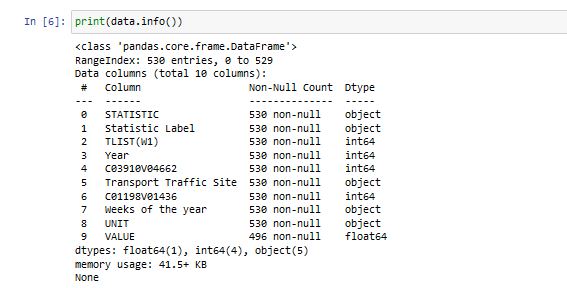 In [6]: print(data.info())
<class 'pandas.core.frame.DataFrame'>
RangeIndex: 530 entries, 0 to 529
Data columns (total 10 columns):
 #   Column                  Non-Null Count  Dtype
---  ------                  --------------  -----
 0   STATISTIC               530 non-null    object
 1   Statistic Label         530 non-null    object
 2   TLIST(W1)               530 non-null    int64
 3   Year                    530 non-null    int64
 4   C03910V04662            530 non-null    int64
 5   Transport Traffic Site  530 non-null    object
 6   C01198V01436            530 non-null    int64
 7   Weeks of the year       530 non-null    object
 8   UNIT                    530 non-null    object
 9   VALUE                   496 non-null    float64
dtypes: float64(1), int64(4), object(5)
memory usage: 41.5+ KB
None